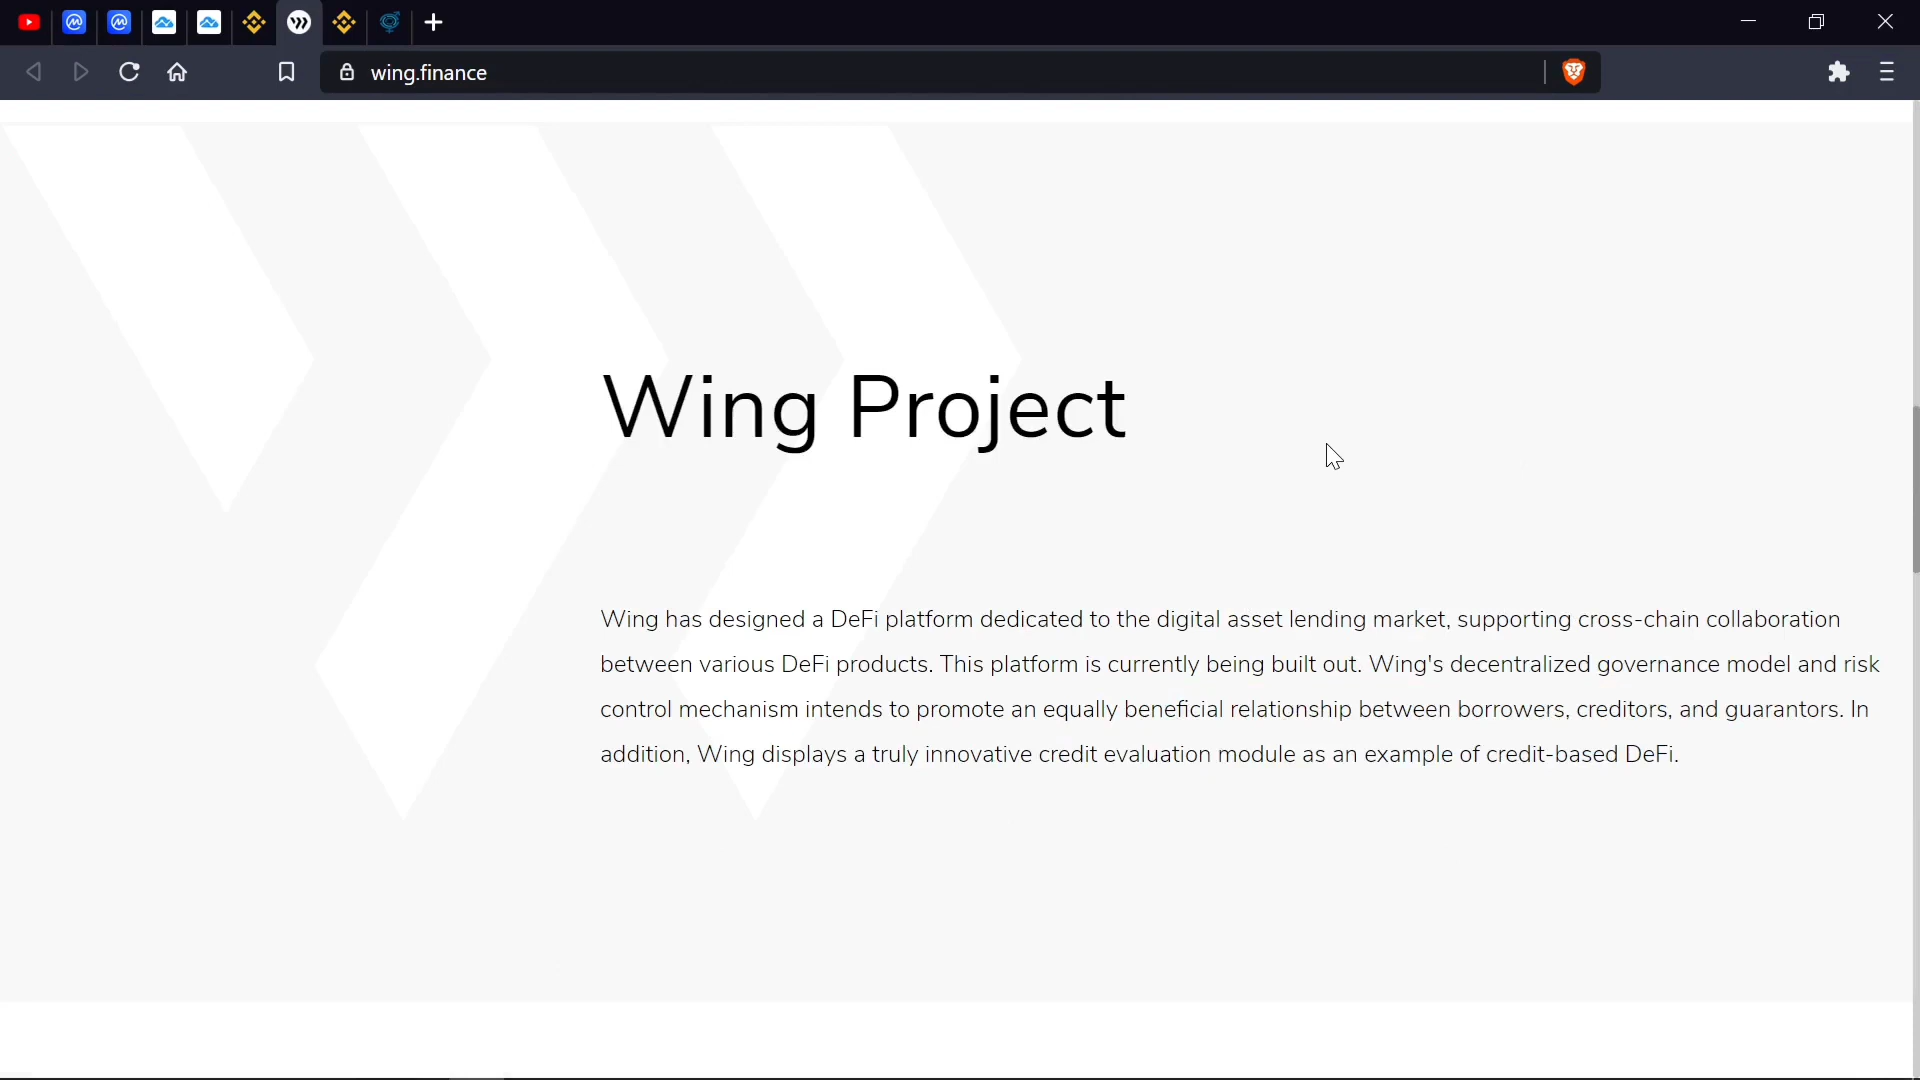 wing.finance
Wing Project
Wing has designed a DeFi platform dedicated to the digital asset lending market, supporting cross-chain collaboration
between various DeFi products. This platform is currently being built out. Wing's decentralized governance model and risk
control mechanism intends to promote an equally beneficial relationship between borrowers, creditors, and guarantors. In
addition, Wing displays a truly innovative credit evaluation module as an example of credit-based DeFi.